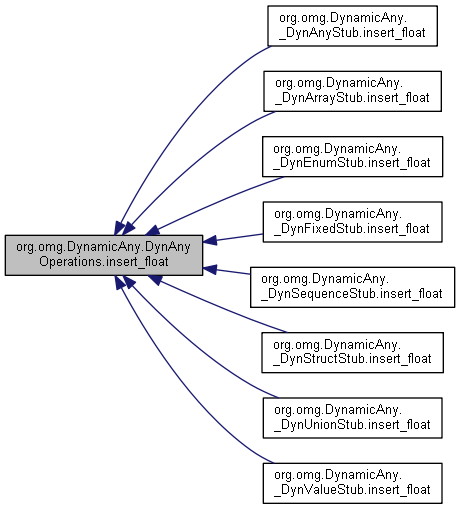 org.omg.DynamicAny.
_DynAnyStub.insert_float
org.omg.DynamicAny.
_DynArrayStub.insert_float
org.omg.DynamicAny.
_DynEnumStub.insert_float
org.omg.DynamicAny.
_DynFixedStub.insert_float
org.omg.DynamicAny.DynAny
Operations.insert_float
org.omg.DynamicAny.
_DynSequenceStub.insert_float
org.omg.DynamicAny.
_DynStructStub.insert_float
org.omg.DynamicAny.
_DynUnionStub.insert_float
org.omg.DynamicAny.
_DynValueStub.insert_float